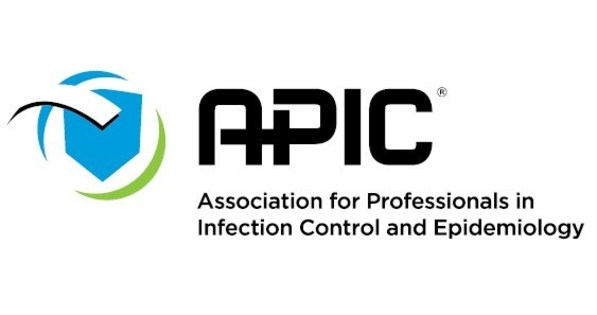 APIC®
Association for Professionals in
Infection Control and Epidemiology